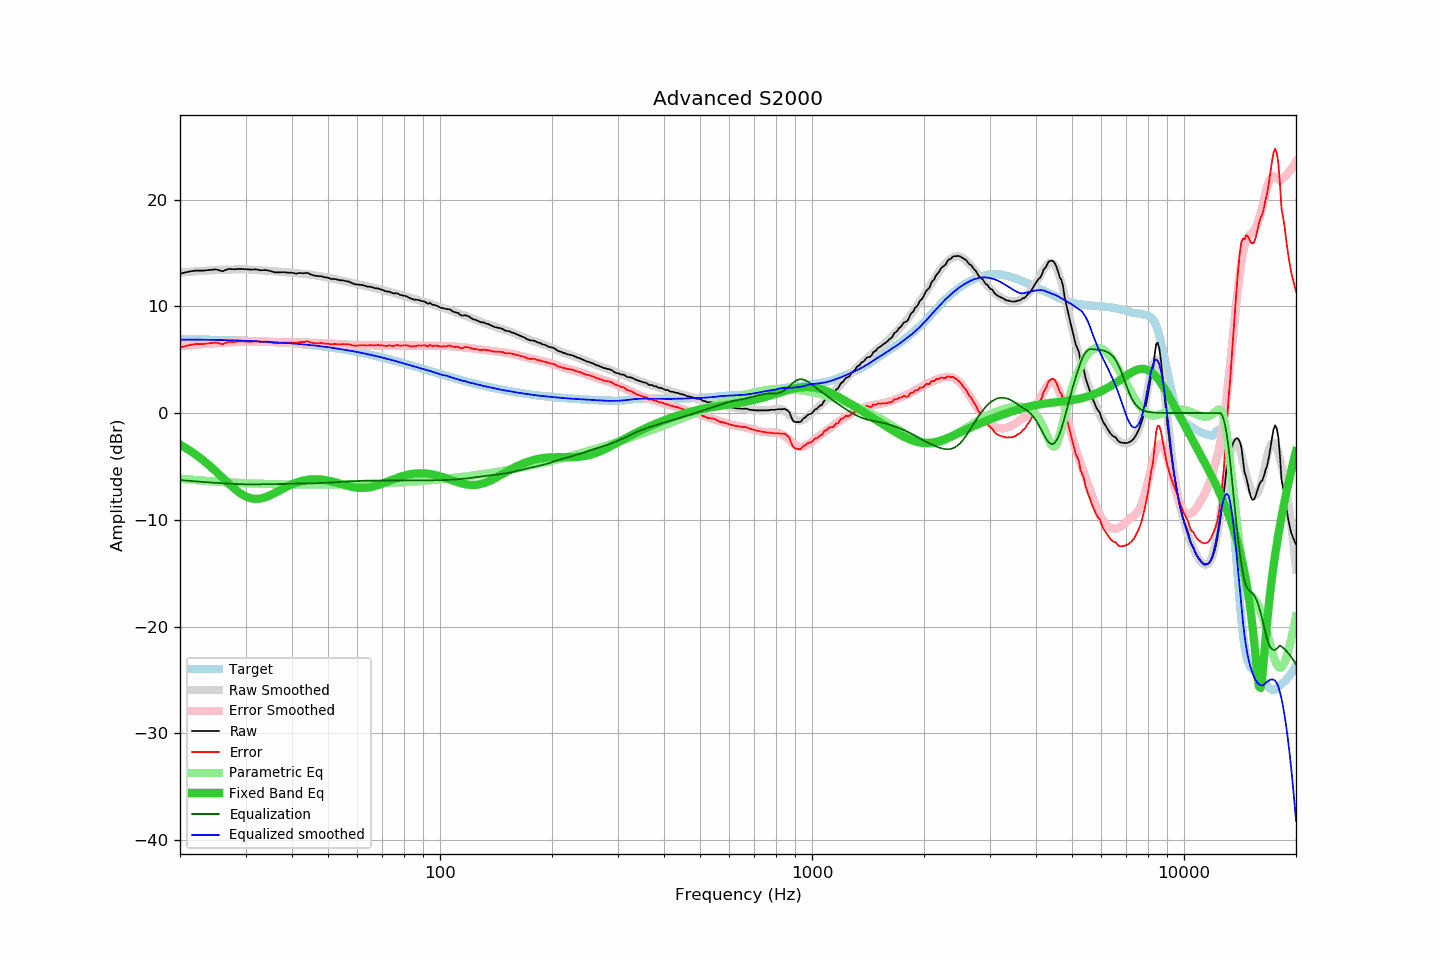 Advanced S2000
Amplitude (dBr)
20
10
0
−10
−20
−30
−40
Target
Raw Smoothed
Error Smoothed
Raw
Error
Parametric Eq
Fixed Band Eq
Equalization
Equalized smoothed
100
1000
10000
Frequency (Hz)